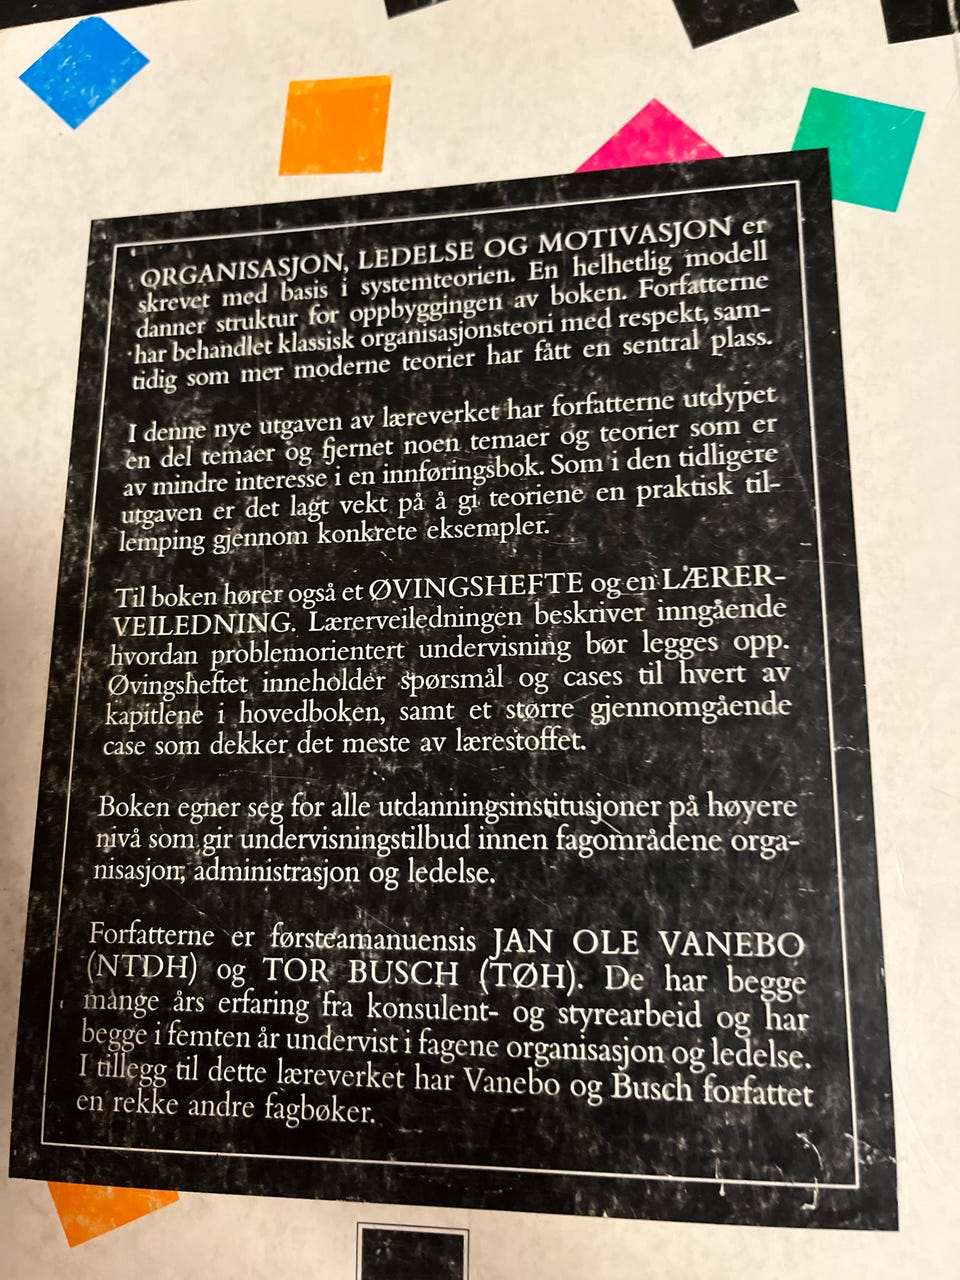 ORGANISASJON, LEDELSE OG MOTIVASJON er
skrevet med basis i systemteorien. En helhetlig modell
danner struktur for oppbyggingen av boken. Forfatterne
har behandlet klassisk organisasjonsteori med respekt, sam-
tidig som mer moderne teorier har fått en sentral plass.
I denne nye utgaven av læreverket har forfatterne utdypet
en del temaer og fjernet noen temaer og teorier som er
av mindre interesse i en innføringsbok. Som i den tidligere
utgaven er det lagt vekt på å gi teoriene en praktisk til-
lemping gjennom konkrete eksempler.
Til boken hører også et ØVINGSHEFTE og en LÆRER-
VEILEDNING. Lærerveiledningen beskriver inngående
hvordan problemorientert undervisning bør legges opp.
Øvingsheftet inneholder spørsmål og cases til hvert av
kapitlene i hovedboken, samt et større gjennomgående
case som dekker det meste av lærestoffet.
Boken egner seg for alle utdanningsinstitusjoner på høyere
nivå som gir undervisningstilbud innen fagområdene orga-
nisasjon, administrasjon og ledelse.
Forfatterne er førsteamanuensis JAN OLE VANEBO
(NTDH) og TOR BUSCH (TØH). De har begge
mange års erfaring fra konsulent- og styrearbeid og har
begge i femten år undervist i fagene organisasjon og ledelse.
I tillegg til dette læreverket har Vanebo og Busch forfattet
en rekke andre fagbøker.